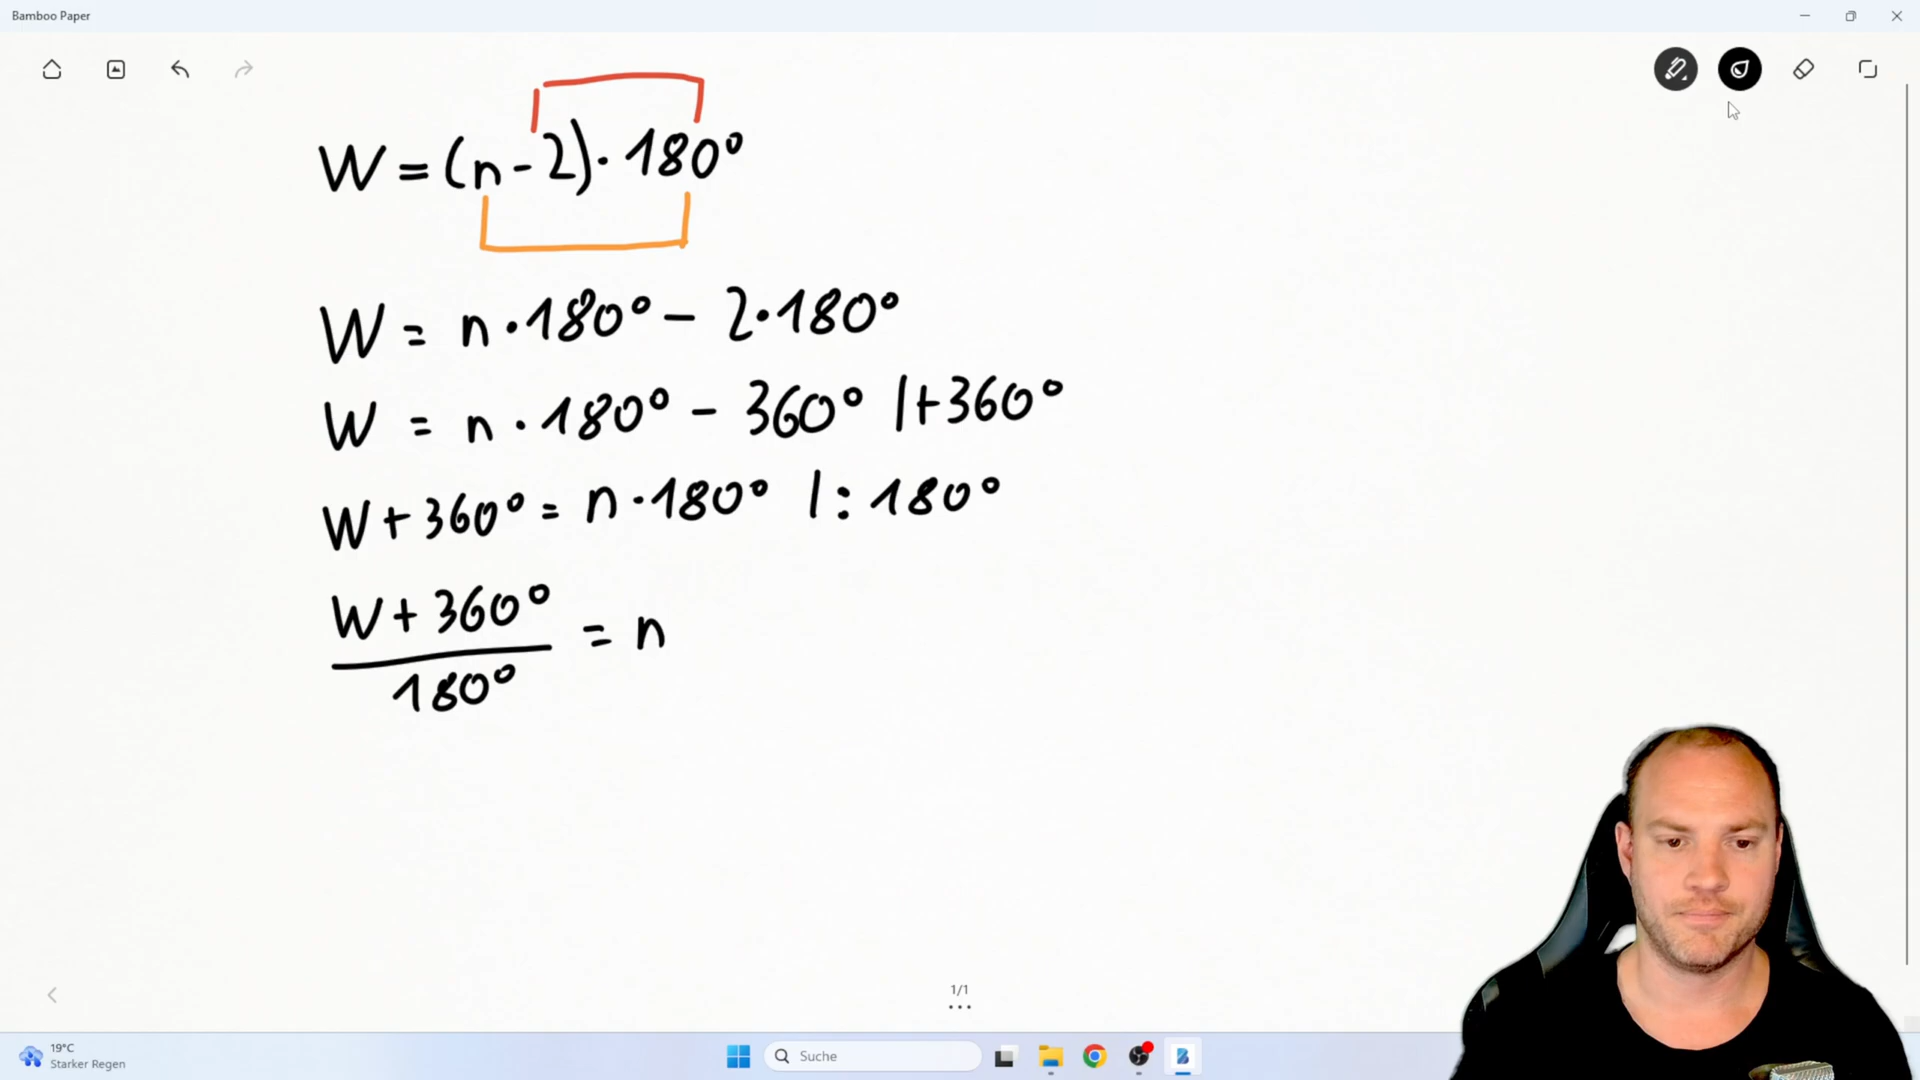 Bamboo Paper
W = (n - 2) · 180°
W = n · 180° - 2 · 180°
W = n · 180° - 360° | + 360°
W + 360° = n · 180° | : 180°
W + 360°
180°
= n
1/1
19°C
Starker Regen
Suche